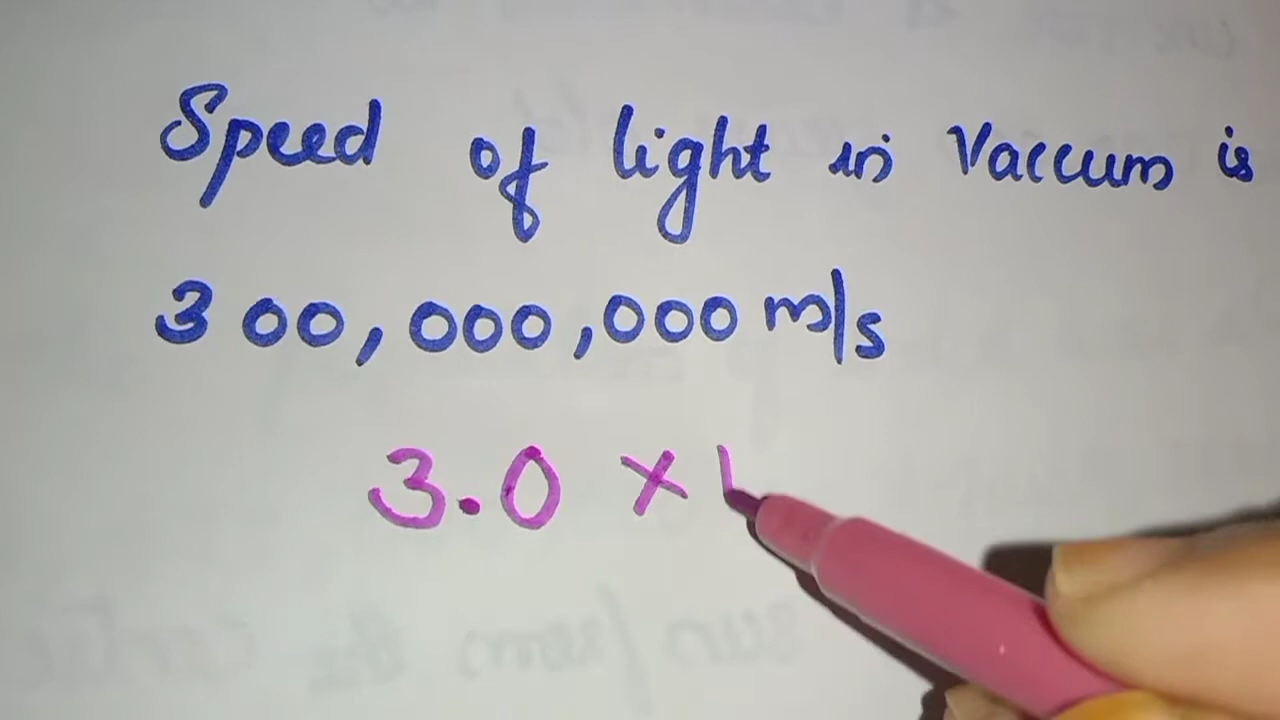 Speed of light in Vaccum is
300,000,000 m/s
3.0 ×